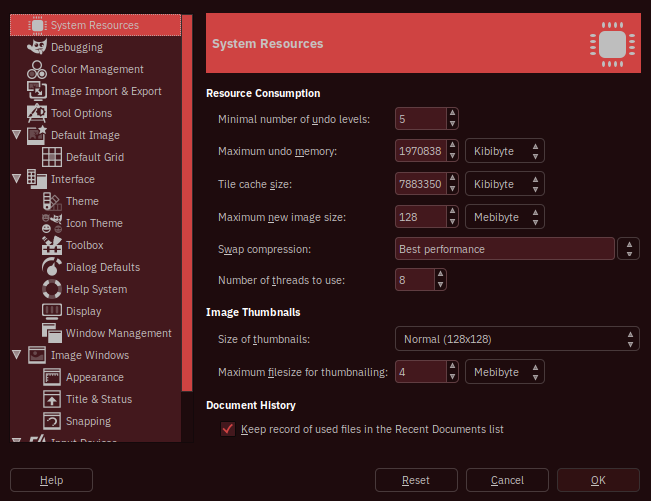 System Resources
Debugging
Color Management
Image Import & Export
Tool Options
Default Image
Default Grid
Interface
Theme
Icon Theme
Toolbox
Dialog Defaults
Help System
Display
Window Management
Image Windows
Appearance
Title & Status
Snapping
Input Devices
System Resources
Resource Consumption
Minimal number of undo levels: 5
Maximum undo memory: 1970838 Kibibyte
Tile cache size: 7883350 Kibibyte
Maximum new image size: 128 Mebibyte
Swap compression: Best performance
Number of threads to use: 8
Image Thumbnails
Size of thumbnails: Normal (128x128)
Maximum filesize for thumbnailing: 4 Mebibyte
Document History
Keep record of used files in the Recent Documents list
Help Reset Cancel OK